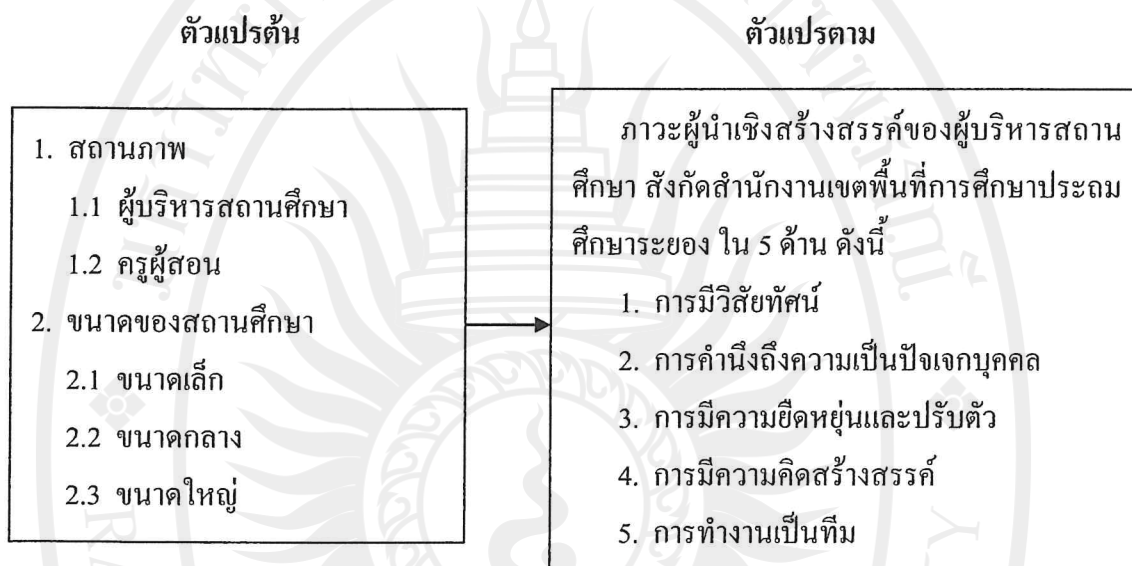 ตัวแปรต้น
ตัวแปรตาม
1. สถานภาพ
1.1 ผู้บริหารสถานศึกษา
1.2 ครูผู้สอน
2. ขนาดของสถานศึกษา
2.1 ขนาดเล็ก
2.2 ขนาดกลาง
2.3 ขนาดใหญ่
ภาวะผู้นำเชิงสร้างสรรค์ของผู้บริหารสถาน
ศึกษา สังกัดสำนักงานเขตพื้นที่การศึกษาประถม
ศึกษาระยอง ใน 5 ด้าน ดังนี้
1. การมีวิสัยทัศน์
2. การคำนึงถึงความเป็นปัจเจกบุคคล
3. การมีความยืดหยุ่นและปรับตัว
4. การมีความคิดสร้างสรรค์
5. การทำงานเป็นทีม